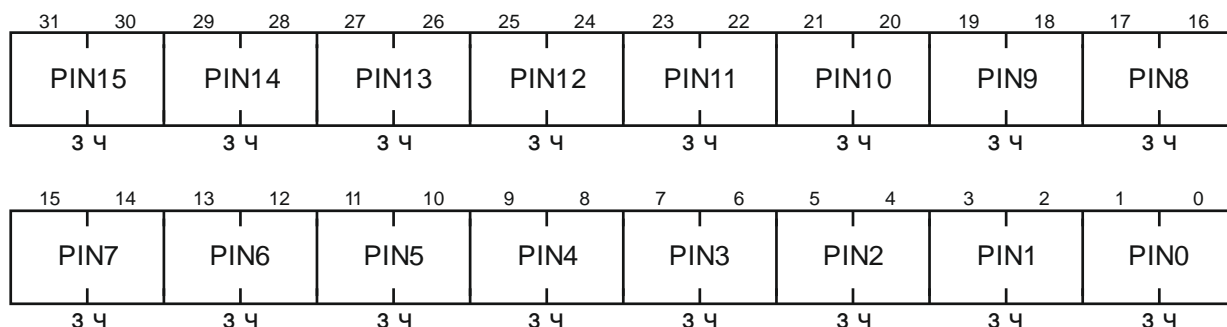 31 30 29 28 27 26 25 24 23 22 21 20 19 18 17 16
PIN15 PIN14 PIN13 PIN12 PIN11 PIN10 PIN9 PIN8
з ч з ч з ч з ч з ч з ч з ч з ч
15 14 13 12 11 10 9 8 7 6 5 4 3 2 1 0
PIN7 PIN6 PIN5 PIN4 PIN3 PIN2 PIN1 PIN0
з ч з ч з ч з ч з ч з ч з ч з ч